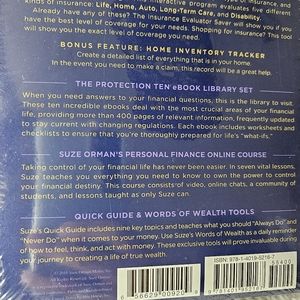 kinds of insurance: Life, Home, Auto, Long-Term Care, and Disability.
Already have any of these? The Insurance Evaluator Saver will show you if you
have the best level of coverage for your needs. Shopping for insurance? This tool will
show you the exact level of coverage you need.
BONUS FEATURE: HOME INVENTORY TRACKER
Create a detailed list of everything that is in your home.
In the event you need to make a claim, this record will be a great help.
THE PROTECTION TEN eBOOK LIBRARY SET
When you need answers to your financial questions, this is the library to visit.
These ten incredible ebooks deal with the most crucial areas of your financial
life, providing more than 400 pages of relevant information, frequently updated
to stay current with changing regulations. Each ebook includes worksheets and
checklists to ensure that you're thoroughly prepared for life's "what-ifs."
SUZE ORMAN'S PERSONAL FINANCE ONLINE COURSE
Taking control of your financial life has never been easier. In seven vital lessons,
Suze teaches you everything you need to know to own the power to control
your financial destiny. This course consists of video, online chats, a community
of students, and lessons taught as only Suze can.
QUICK GUIDE & WORDS OF WEALTH TOOLS
Suze's Quick Guide includes nine key topics and teaches what you should "Always Do" and
"Never Do" when it comes to your money. Use Suze's Words of Wealth as a daily reminder
of how to feel, think, and act with money. These exclusive tools will prove invaluable
during your journey to creating a life of true wealth.
ISBN: 978-1-4019-5216-7
55400